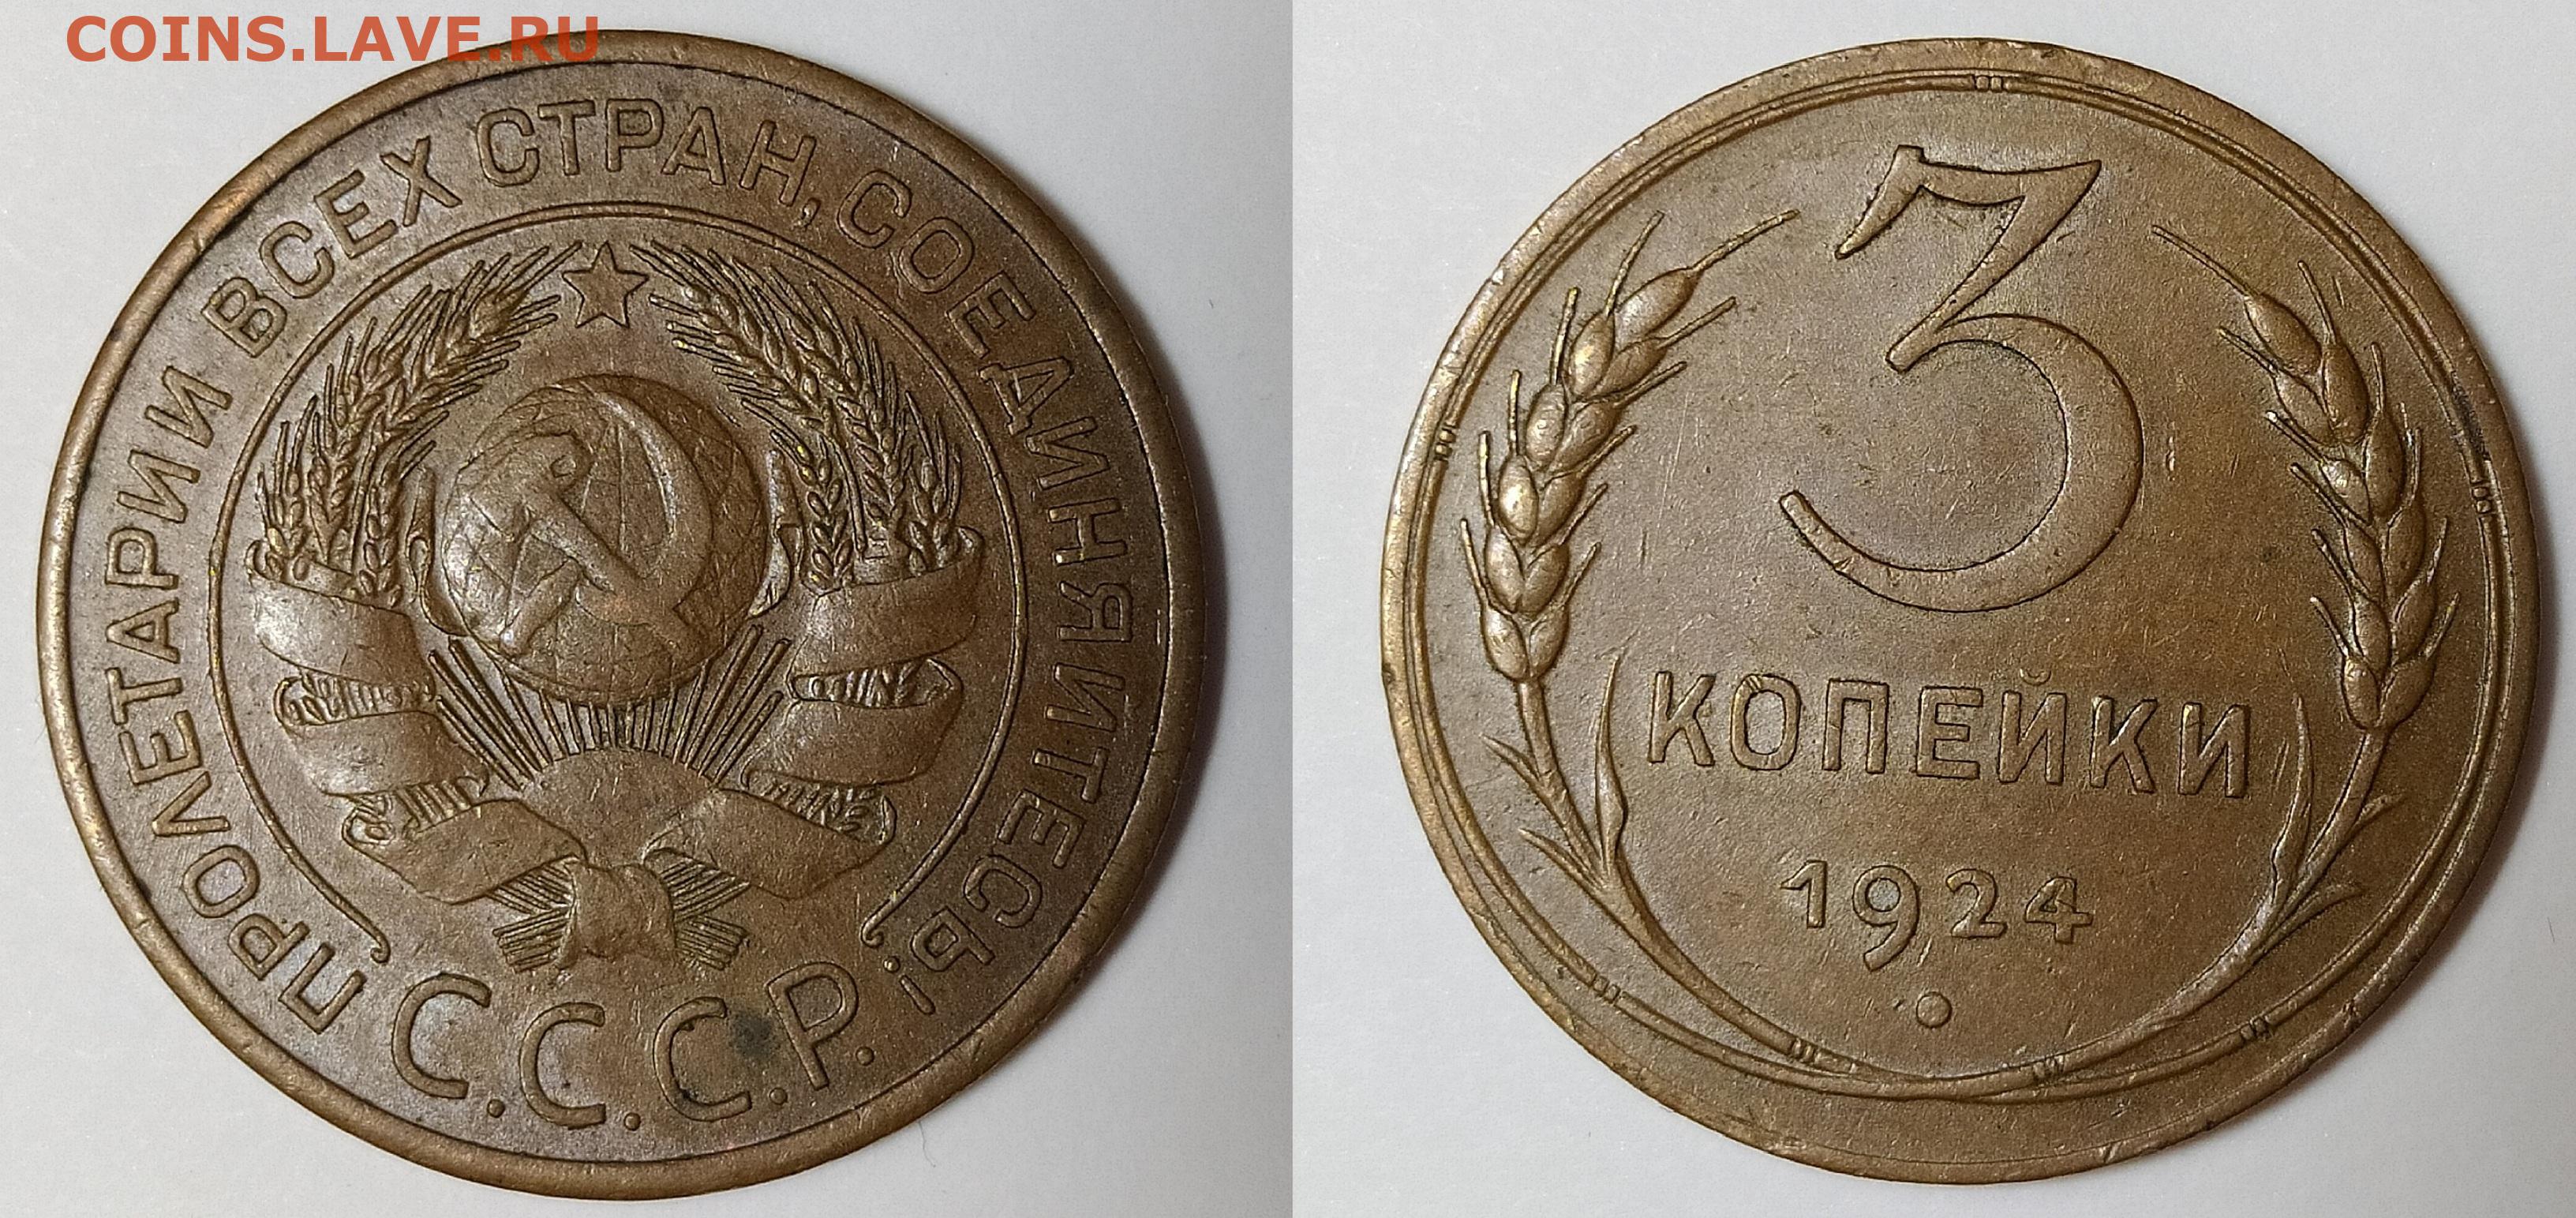 COINS.LAVE.RU
ПРОЛЕТАРИИ ВСЕХ СТРАН, СОЕДИНЯЙТЕСЬ!
С.С.С.Р.
3
КОПЕЙКИ
1924